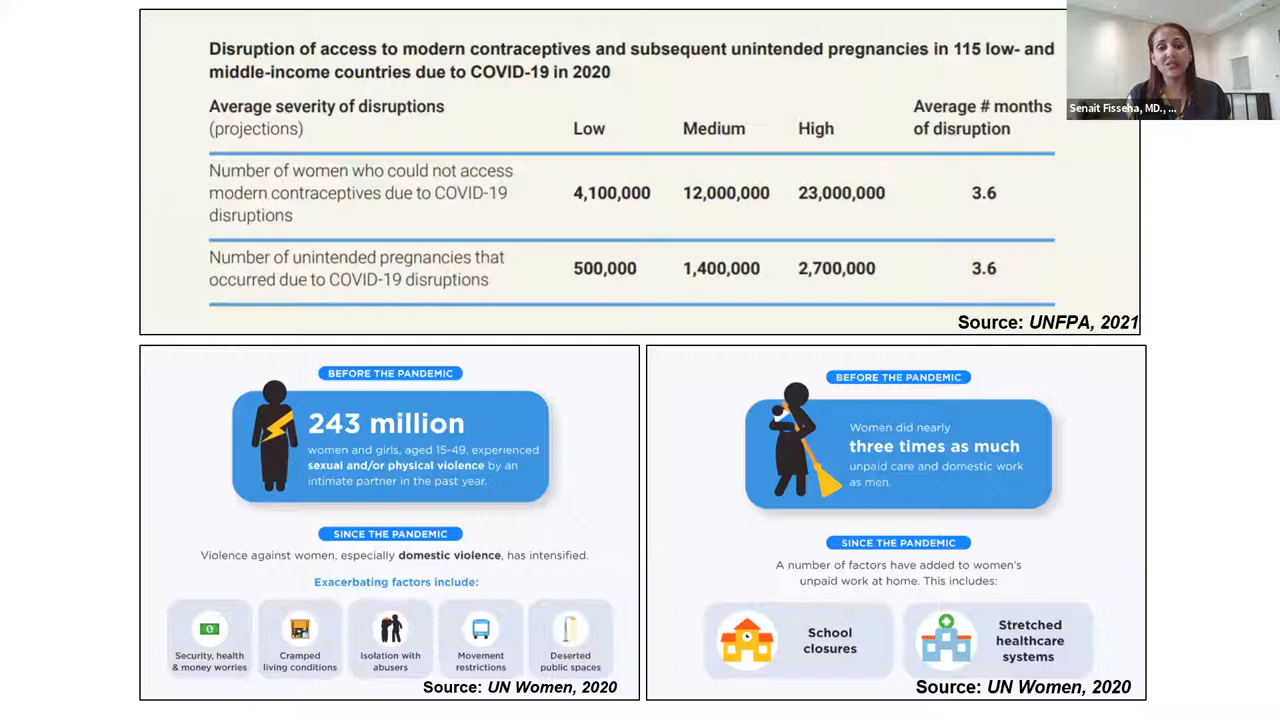 Disruption of access to modern contraceptives and subsequent unintended pregnancies in 115 low- and
middle-income countries due to COVID-19 in 2020
Average severity of disruptions
(projections)
Low
Medium
High
Average # months
of disruption
Number of women who could not access
modern contraceptives due to COVID-19
disruptions
4,100,000
12,000,000
23,000,000
3.6
Number of unintended pregnancies that
occurred due to COVID-19 disruptions
500,000
1,400,000
2,700,000
3.6
Source: UNFPA, 2021
Senait Fisseha, MD., ...
BEFORE THE PANDEMIC
243 million
women and girls, aged 15-49, experienced
sexual and/or physical violence by an
intimate partner in the past year.
SINCE THE PANDEMIC
Violence against women, especially domestic violence, has intensified.
Exacerbating factors include:
Security, health
& money worries
Cramped
living conditions
Isolation with
abusers
Movement
restrictions
Deserted
public spaces
Source: UN Women, 2020
BEFORE THE PANDEMIC
Women did nearly
three times as much
unpaid care and domestic work
as men.
SINCE THE PANDEMIC
A number of factors have added to women's
unpaid work at home. This includes:
School
closures
Stretched
healthcare
systems
Source: UN Women, 2020